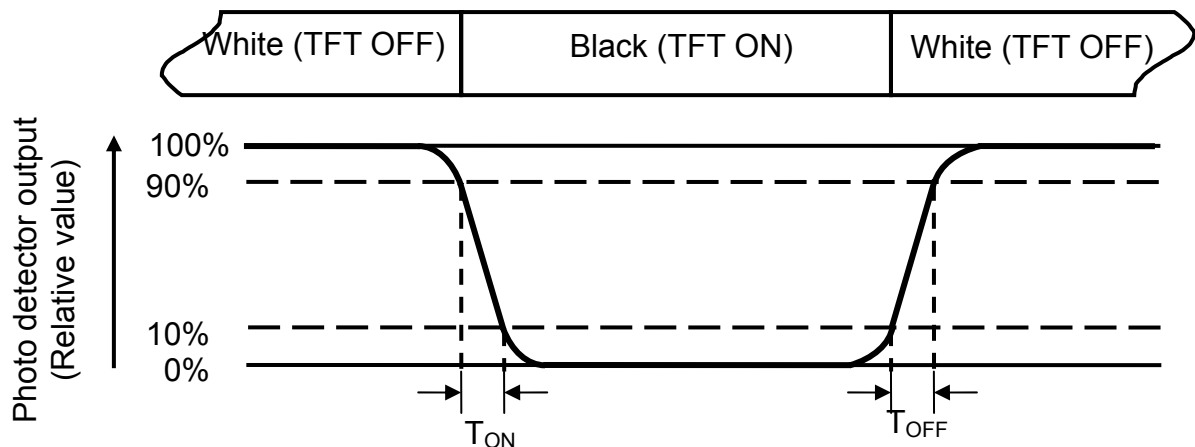 White (TFT OFF)
Black (TFT ON)
White (TFT OFF)
Photo detector output
(Relative value)
100%
90%
10%
0%
TON
TOFF